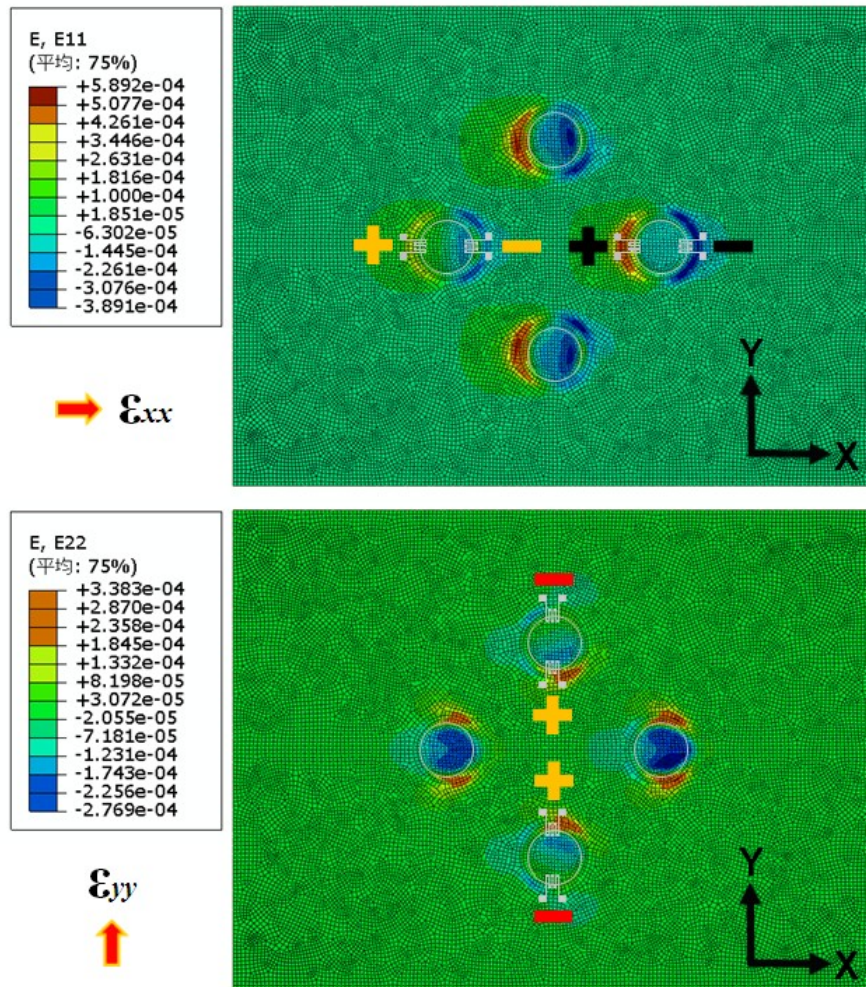 E, E11
(平均: 75%)
+5.892e-04
+5.077e-04
+4.261e-04
+3.446e-04
+2.631e-04
+1.816e-04
+1.000e-04
+1.851e-05
-6.302e-05
-1.445e-04
-2.261e-04
-3.076e-04
-3.891e-04
εxx
Y
X
E, E22
(平均: 75%)
+3.383e-04
+2.870e-04
+2.358e-04
+1.845e-04
+1.332e-04
+8.198e-05
+3.072e-05
-2.055e-05
-7.181e-05
-1.231e-04
-1.743e-04
-2.256e-04
-2.769e-04
εyy
Y
X